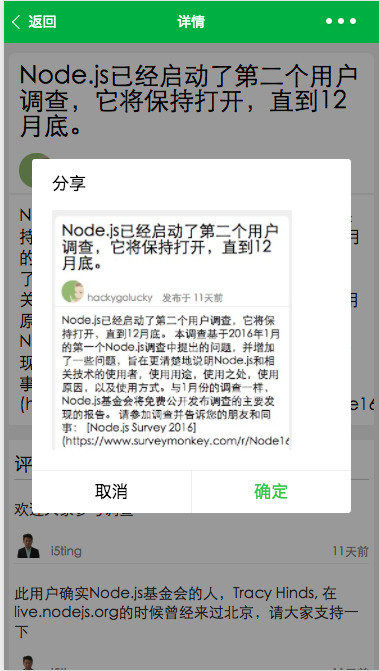 返回
详情
Node.js已经启动了第二个用户
调查，它将保持打开，直到12
月底。
分享
Node.js已经启动了第二个用户
调查，它将保持打开，直到12
月底。
hackygolucky 发布于 11天前
Node.js已经启动了第二个用户调查，它将保
持打开，直到12月底。 本调查基于2016年1月
的第一个Node.js调查中提出的问题，并增加
了一些问题，旨在更清楚地说明Node.js和相
关技术的使用者，使用用途，使用之处，使用
原因，以及使用方式。与1月份的调查一样，
Node.js基金会将免费公开发布调查的主要发
现的报告。 请参加调查并告诉您的朋友和同
事： [Node.js Survey 2016]
(https://www.surveymonkey.com/r/Node16
取消
确定
i5ting
11天前
此用户确实Node.js基金会的人，Tracy Hinds, 在
live.nodejs.org的时候曾经来过北京，请大家支持一
下